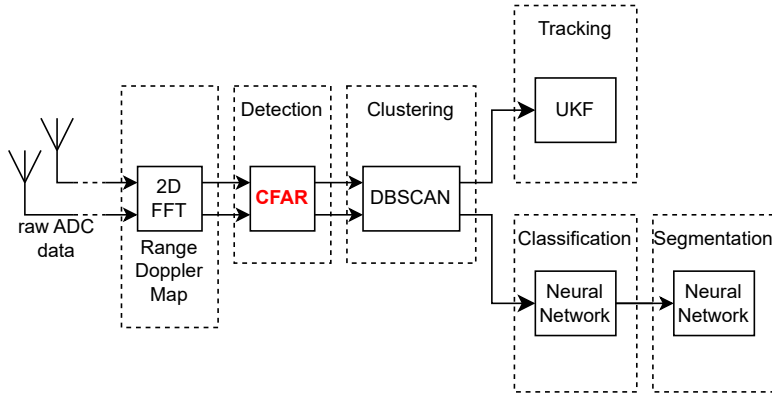 Tracking
UKF
Detection
Clustering
2D
FFT
CFAR
DBSCAN
raw ADC
data
Range
Doppler
Map
Classification
Segmentation
Neural
Network
Neural
Network